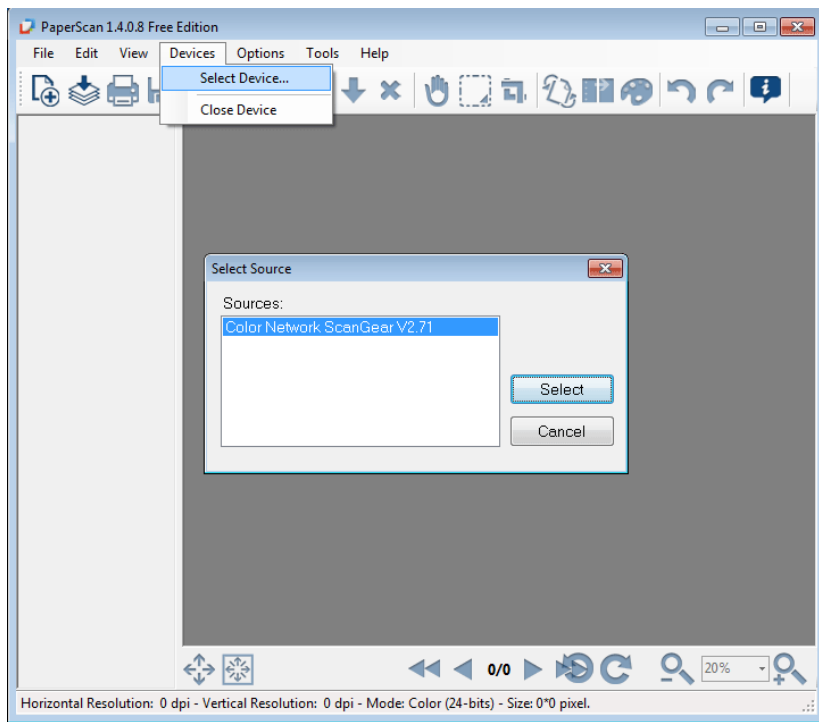 PaperScan 1.4.0.8 Free Edition
File Edit View Devices Options Tools Help
Select Device...
Close Device
Select Source
Sources:
Color Network ScanGear V2.71
Select
Cancel
0/0
20%
Horizontal Resolution: 0 dpi - Vertical Resolution: 0 dpi - Mode: Color (24-bits) - Size: 0*0 pixel.